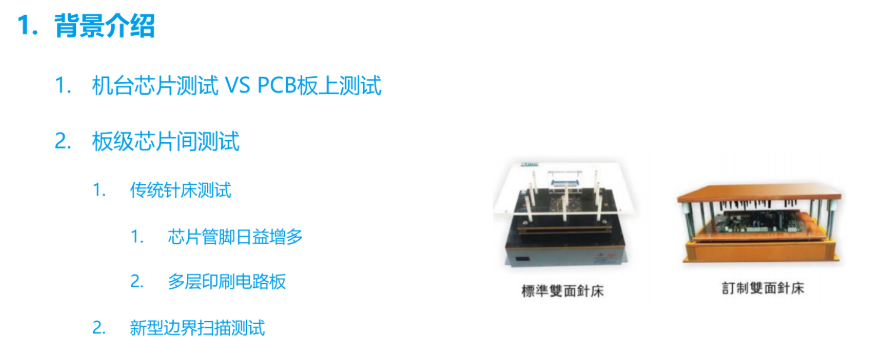 1. 背景介绍
1. 机台芯片测试 VS PCB板上测试
2. 板级芯片间测试
1. 传统针床测试
1. 芯片管脚日益增多
2. 多层印刷电路板
2. 新型边界扫描测试
標準雙面針床
訂制雙面針床